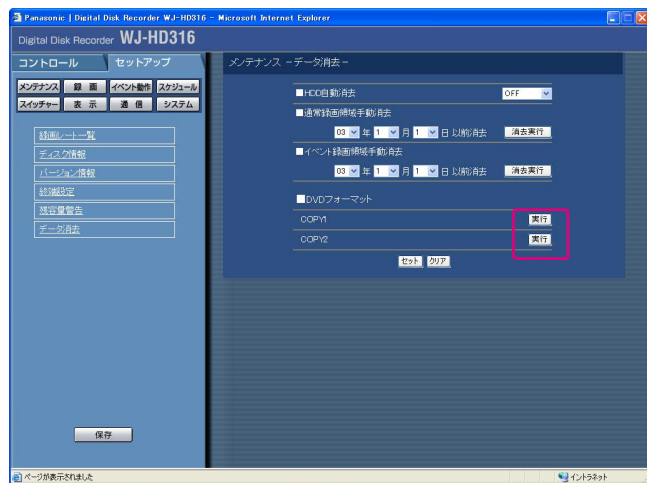 Panasonic | Digital Disk Recorder WJ-HD316 - Microsoft Internet Explorer
Digital Disk Recorder WJ-HD316
コントロール セットアップ
メンテナンス -データ消去-
メンテナンス 録 画 イベント動作 スケジュール
スイッチャー 表 示 通 信 システム
録画レート一覧
ディスク情報
バージョン情報
終端設定
残容量警告
データ消去
■HDD自動消去 OFF
■通常録画領域手動消去
03 年 1 月 1 日 以前消去 消去実行
■イベント録画領域手動消去
03 年 1 月 1 日 以前消去 消去実行
■DVDフォーマット
COPY1 実行
COPY2 実行
セット クリア
保存
ページが表示されました イントラネット